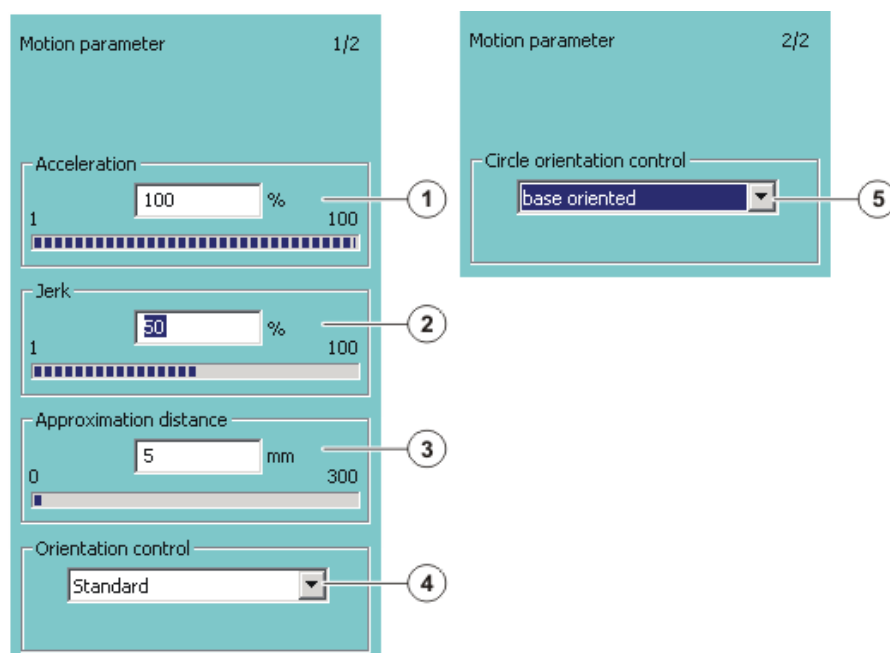 Motion parameter 1/2
Acceleration
100 %
1 100
1
Jerk
50 %
1 100
2
Approximation distance
5 mm
0 300
3
Orientation control
Standard
4
Motion parameter 2/2
Circle orientation control
base oriented
5